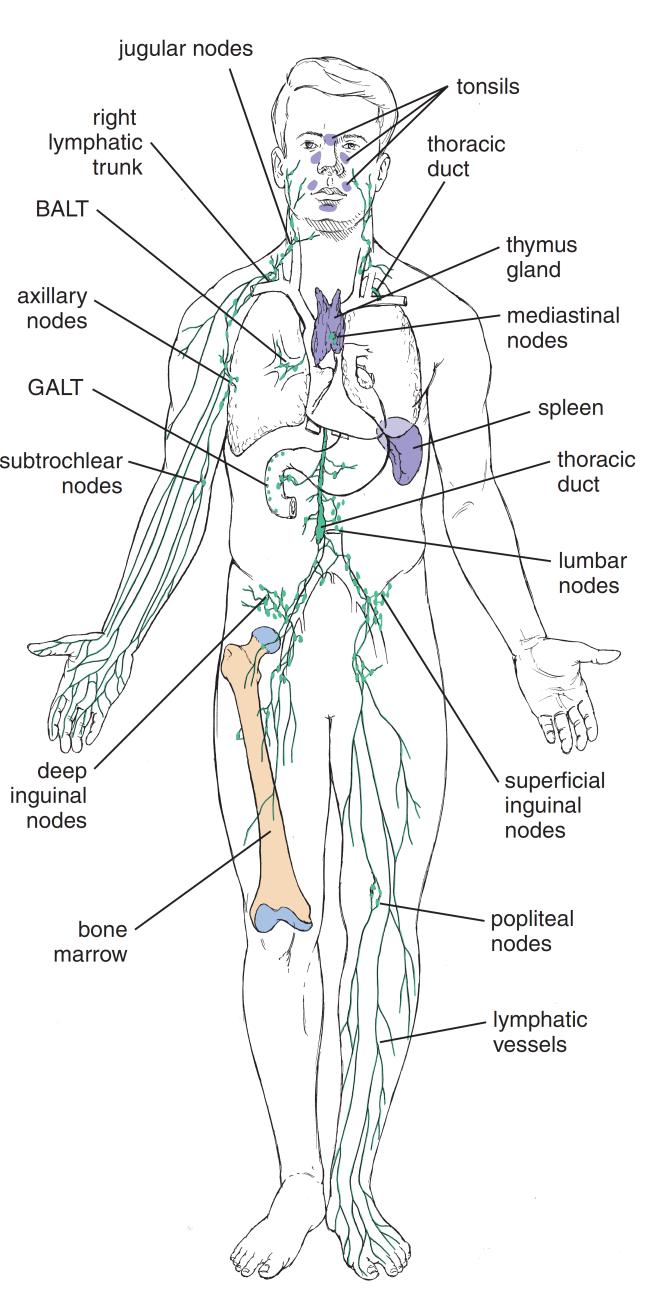 jugular nodes
tonsils
right
lymphatic
trunk
thoracic
duct
BALT
thymus
gland
axillary
nodes
mediastinal
nodes
GALT
spleen
subtrochlear
nodes
thoracic
duct
lumbar
nodes
deep
inguinal
nodes
superficial
inguinal
nodes
bone
marrow
popliteal
nodes
lymphatic
vessels